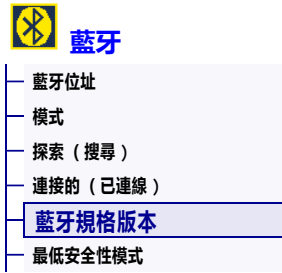 藍牙
藍牙位址
模式
探索（搜尋）
連接的（已連線）
藍牙規格版本
最低安全性模式